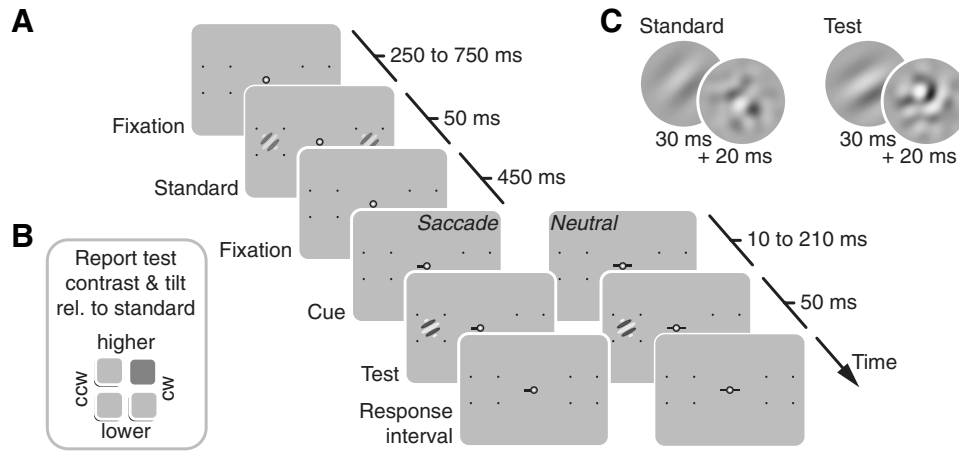 A
250 to 750 ms
Fixation
50 ms
Standard
450 ms
Fixation
Saccade
Neutral
10 to 210 ms
Cue
50 ms
Test
Time
Response
interval
B
Report test
contrast & tilt
rel. to standard
higher
ccw
cw
lower
C
Standard
Test
30 ms
+ 20 ms
30 ms
+ 20 ms